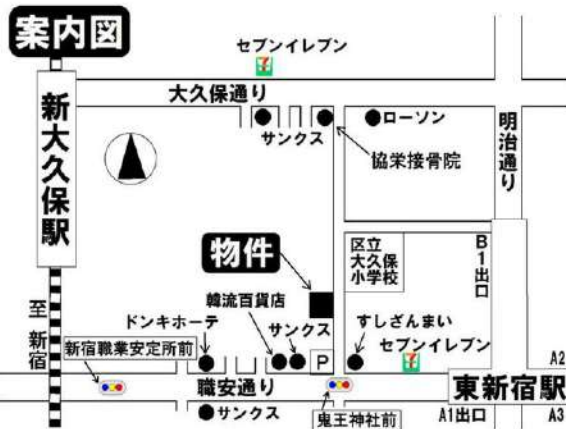 案内図
セブンイレブン
7
大久保通り
新大久保駅
サンクス
ローソン
協栄接骨院
明治通り
物件
区立
大久保
小学校
B1出口
至 新宿
韓流百貨店
ドンキホーテ
サンクス
すしざんまい
新宿職業安定所前
P
セブンイレブン
7
A2
職安通り
東新宿駅
サンクス
鬼王神社前
A1出口
A3